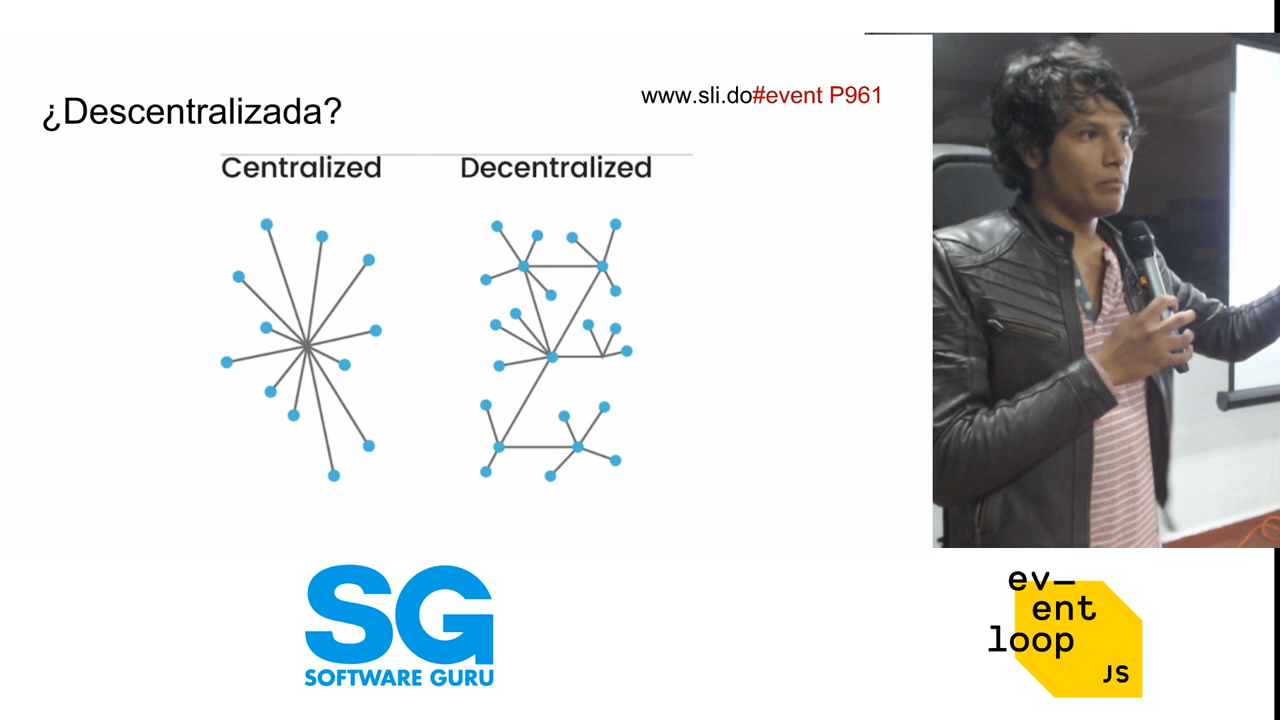 www.sli.do#event P961
¿Descentralizada?
Centralized
Decentralized
SG
SOFTWARE GURU
ev—
ent
loop
JS